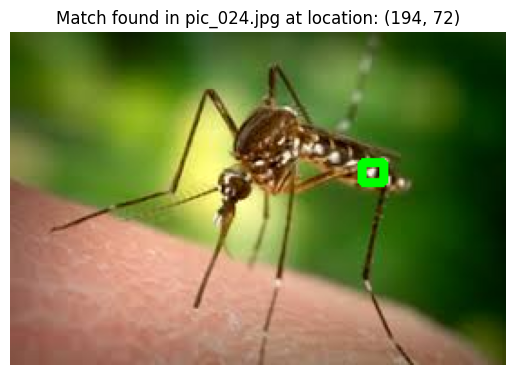 Match found in pic_024.jpg at location: (194, 72)